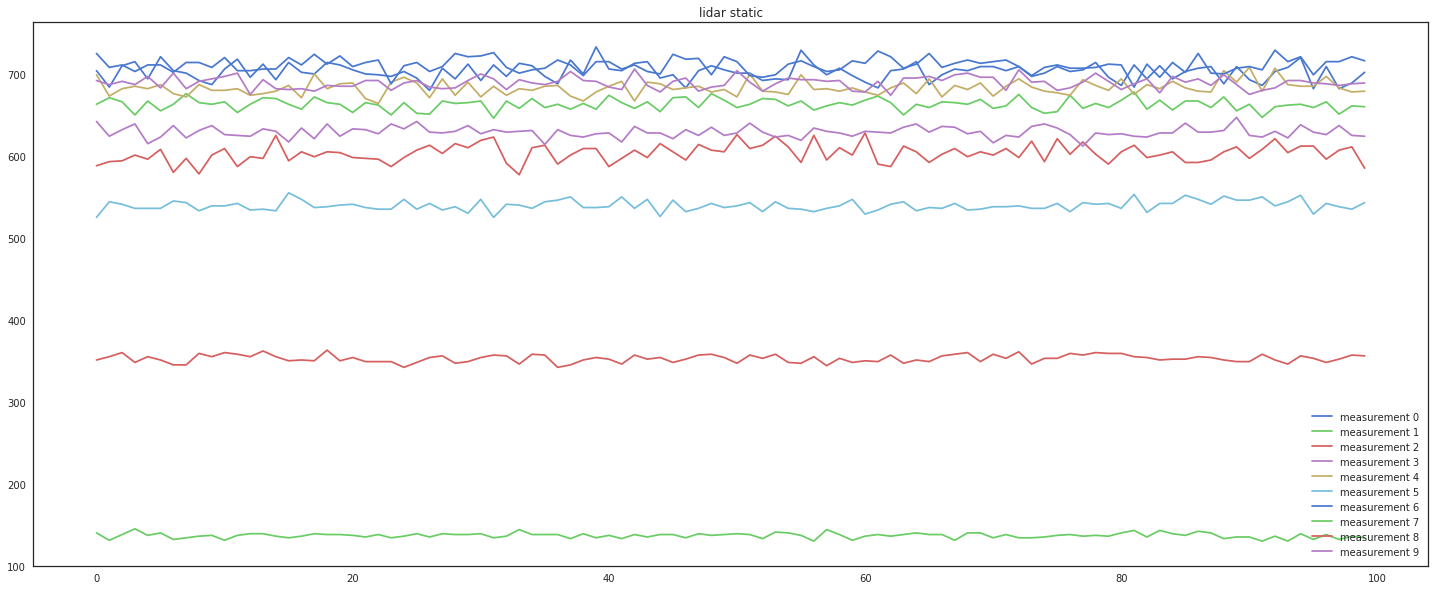 lidar static
700
600
500
400
300
200
100
0
20
40
60
80
100
measurement 0
measurement 1
measurement 2
measurement 3
measurement 4
measurement 5
measurement 6
measurement 7
measurement 8
measurement 9